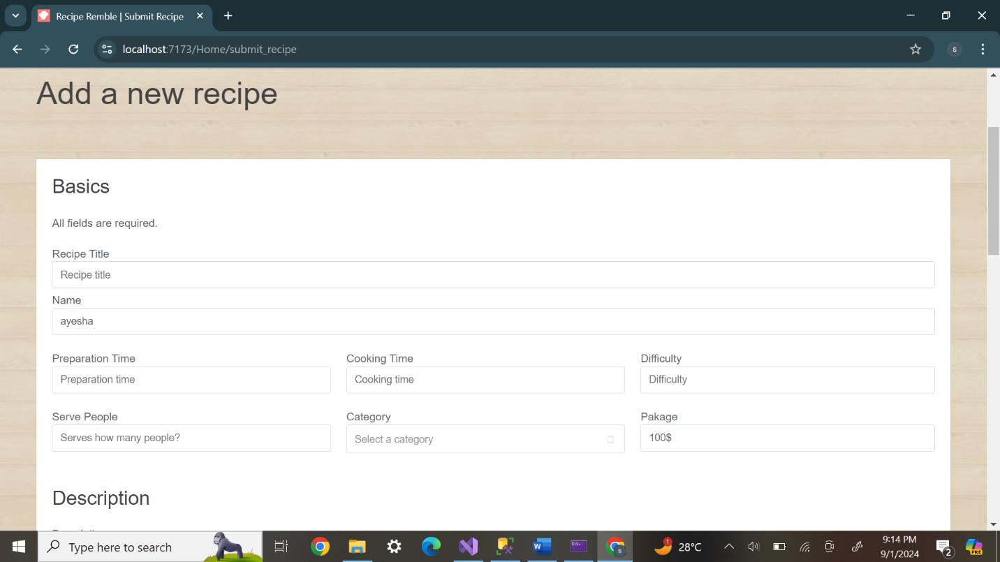 Recipe Remble | Submit Recipe
localhost:7173/Home/submit_recipe
s
Add a new recipe
Basics
All fields are required.
Recipe Title
Recipe title
Name
ayesha
Preparation Time Cooking Time Difficulty
Preparation time Cooking time Difficulty
Serve People Category Pakage
Serves how many people? Select a category 100$
Description
Type here to search
1
28°C
9:14 PM
9/1/2024
2
PRE